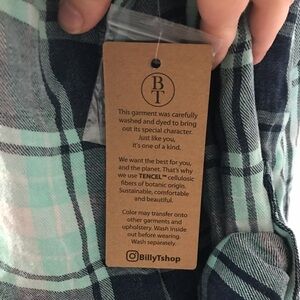 B
T
This garment was carefully
washed and dyed to bring
out its special character.
Just like you,
it's one of a kind.
We want the best for you,
and the planet. That's why
we use TENCEL™ cellulosic
fibers of botanic origin.
Sustainable, comfortable
and beautiful.
Color may transfer onto
other garments and
upholstery. Wash inside
out before wearing.
Wash separately.
BillyTshop